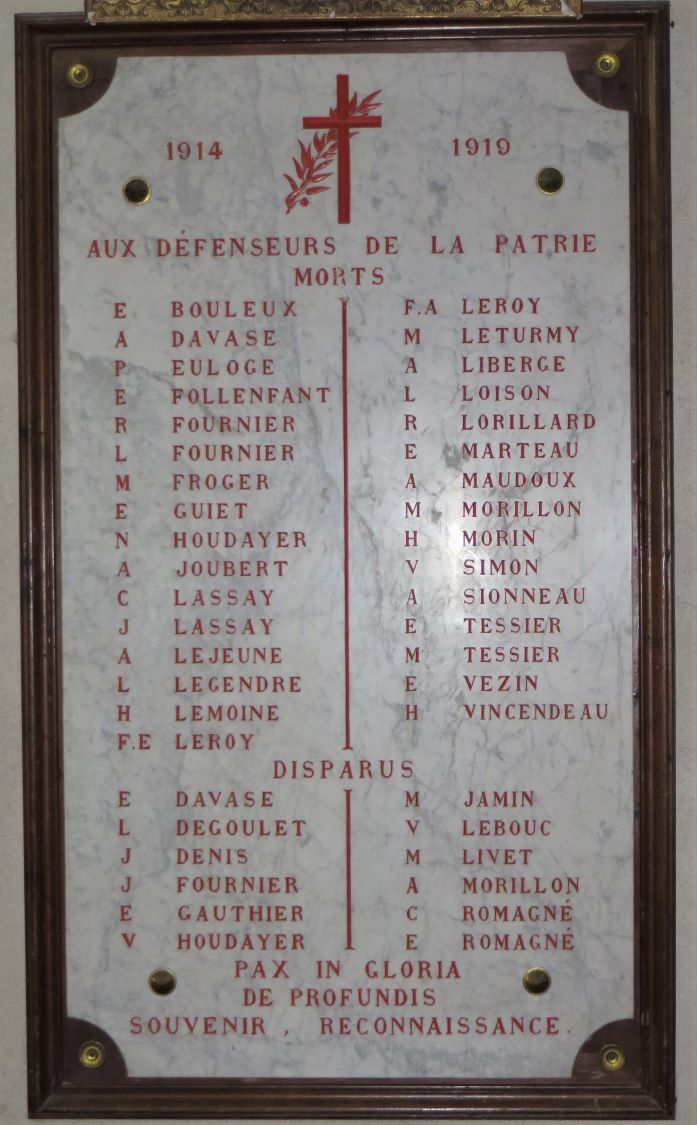 1914 1919
AUX DÉFENSEURS DE LA PATRIE
MORTS
E BOULEUX
A DAVASE
P EULOGE
E FOLLENFANT
R FOURNIER
L FOURNIER
M FROGER
E GUIET
N HOUDAYER
A JOUBERT
C LASSAY
J LASSAY
A LEJEUNE
L LEGENDRE
H LEMOINE
F.E LEROY
F.A LEROY
M LETURMY
A LIBERGE
L LOISON
R LORILLARD
E MARTEAU
A MAUDOUX
M MORILLON
H MORIN
V SIMON
A SIONNEAU
E TESSIER
M TESSIER
E VEZIN
H VINCENDEAU
DISPARUS
E DAVASE
L DEGOULET
J DENIS
J FOURNIER
E GAUTHIER
V HOUDAYER
M JAMIN
V LEBOUC
M LIVET
A MORILLON
C ROMAGNÉ
E ROMAGNÉ
PAX IN GLORIA
DE PROFUNDIS
SOUVENIR , RECONNAISSANCE.